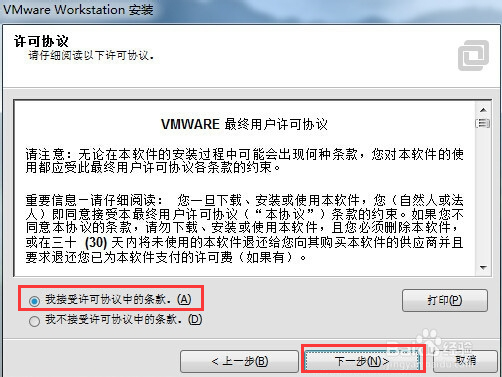 VMware Workstation 安装
许可协议
请仔细阅读以下许可协议。
VMWARE 最终用户许可协议
请注意：无论在本软件的安装过程中可能会出现何种条款，您对本软件的使
用都应受此最终用户许可协议各条款的约束。
重要信息－请仔细阅读： 您一旦下载、安装或使用本软件，您（自然人或法
人）即同意接受本最终用户许可协议（“本协议”）条款的约束。如果您不
同意本协议的条款，请勿下载、安装或使用本软件，且您必须删除本软件，
或在三十 (30) 天内将未使用的本软件退还给您向其购买本软件的供应商并且
要求退还您已为本软件支付的许可费（如果有）。
我接受许可协议中的条款。(A)
打印(P)
我不接受许可协议中的条款。(D)
< 上一步(B)
下一步(N)>
取消